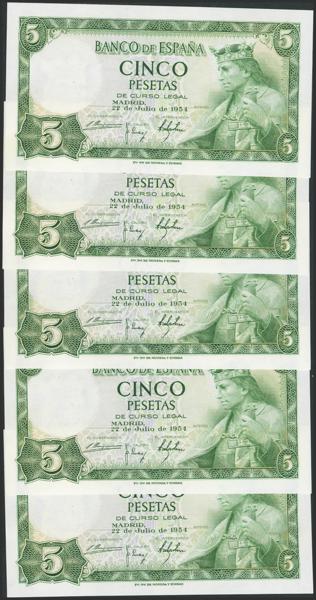 5 BANCO DE ESPAÑA 5
CINCO
PESETAS
DE CURSO LEGAL
MADRID,
22 de Julio de 1954
5 5
PESETAS
DE CURSO LEGAL
MADRID,
22 de Julio de 1954
5 5
PESETAS
DE CURSO LEGAL
MADRID,
22 de Julio de 1954
5 5
BANCO DE ESPAÑA
CINCO
PESETAS
DE CURSO LEGAL
MADRID,
22 de Julio de 1954
5 5
CINCO
PESETAS
DE CURSO LEGAL
MADRID,
22 de Julio de 1954
5 5